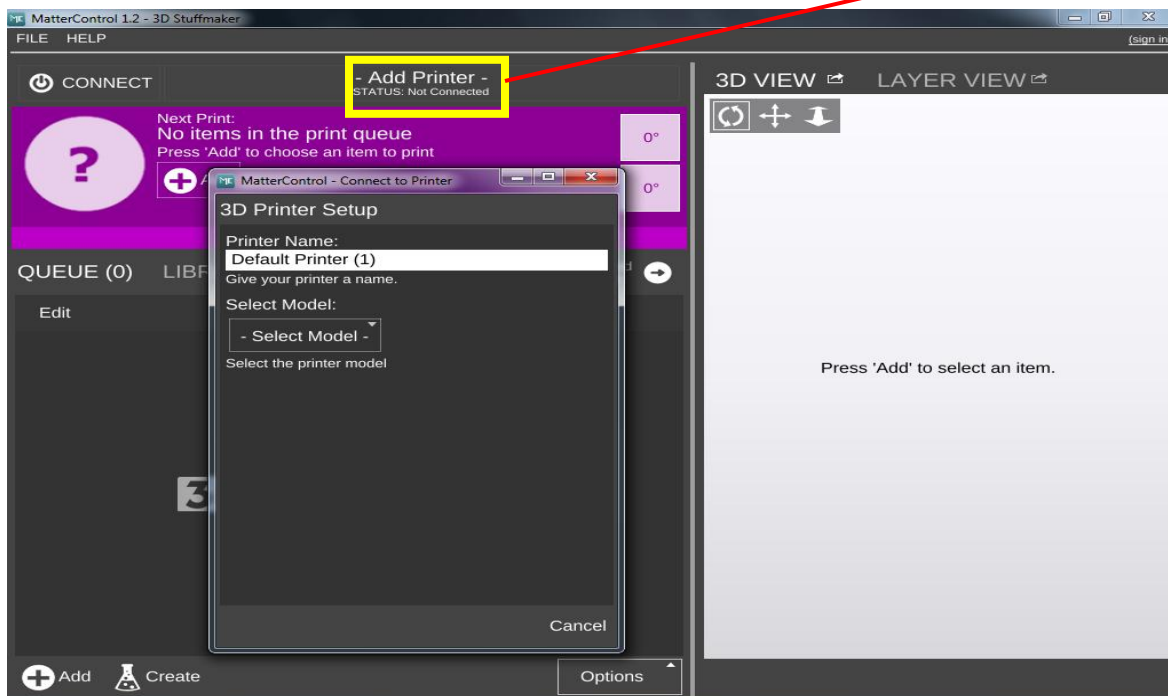 MatterControl 1.2 - 3D Stuffmaker
FILE HELP
(sign in
CONNECT
- Add Printer -
STATUS: Not Connected
3D VIEW LAYER VIEW
Next Print:
No items in the print queue
Press 'Add' to choose an item to print
0°
0°
MatterControl - Connect to Printer
3D Printer Setup
Printer Name:
Default Printer (1)
Give your printer a name.
Select Model:
- Select Model -
Select the printer model
Cancel
QUEUE (0)
Edit
Press 'Add' to select an item.
Add Create Options